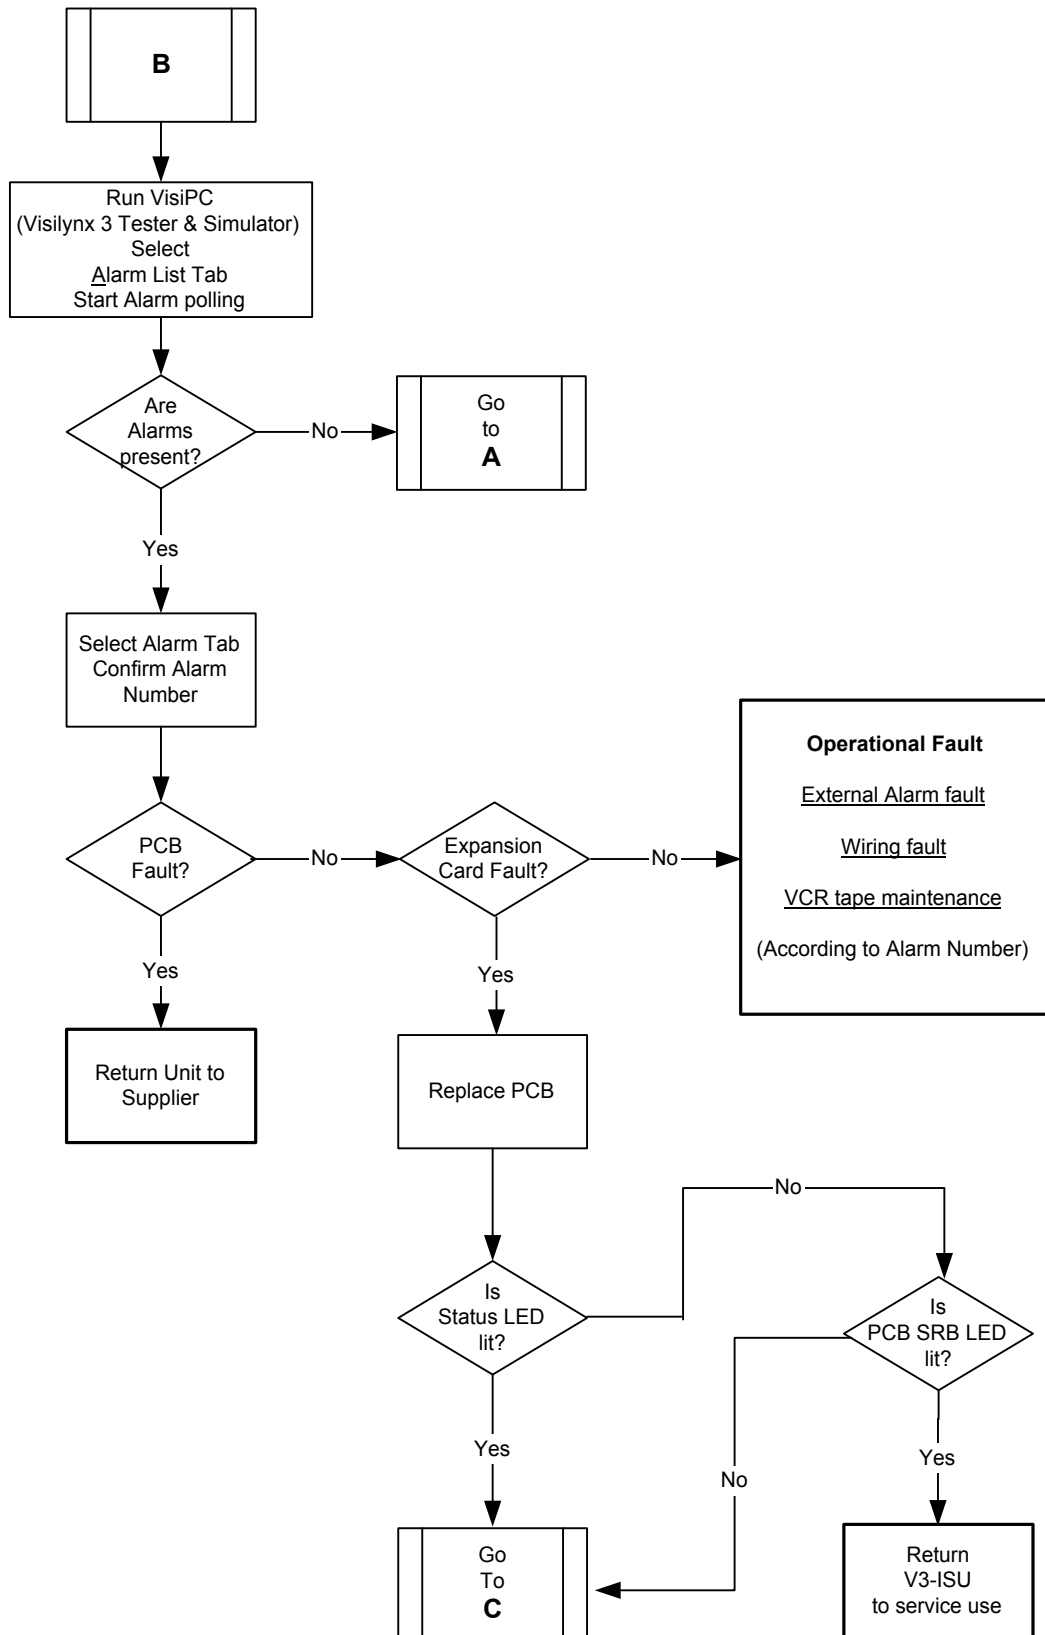 B
Run VisiPC
(Visilynx 3 Tester & Simulator)
Select
Alarm List Tab
Start Alarm polling
Are
Alarms
present?
No
Go
to
A
Yes
Select Alarm Tab
Confirm Alarm
Number
PCB
Fault?
No
Expansion
Card Fault?
No
Operational Fault
External Alarm fault
Wiring fault
VCR tape maintenance
(According to Alarm Number)
Yes
Return Unit to
Supplier
Yes
Replace PCB
Is
Status LED
lit?
No
Is
PCB SRB LED
lit?
Yes
No
Yes
Go
To
C
Return
V3-ISU
to service use